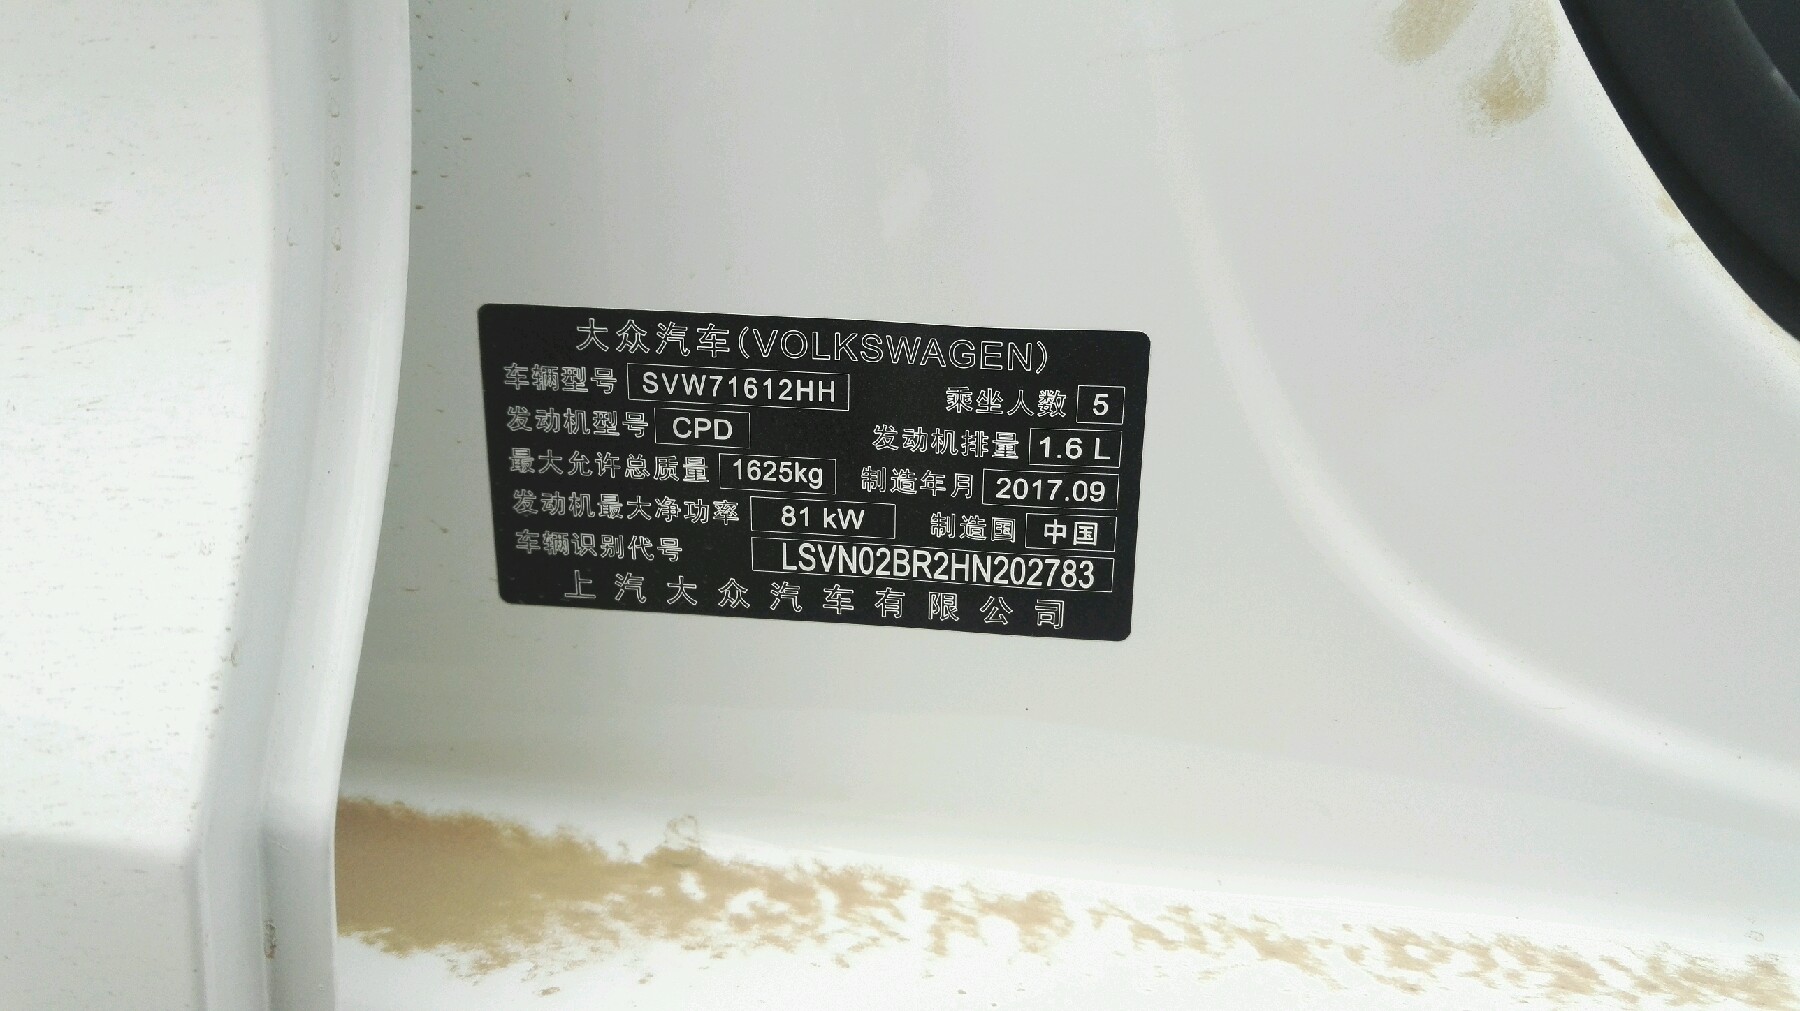 大众汽车(VOLKSWAGEN)
车辆型号 SVW71612HH 乘坐人数 5
发动机型号 CPD 发动机排量 1.6 L
最大允许总质量 1625kg 制造年月 2017.09
发动机最大净功率 81 kW 制造国 中国
车辆识别代号 LSVN02BR2HN202783
上汽大众汽车有限公司